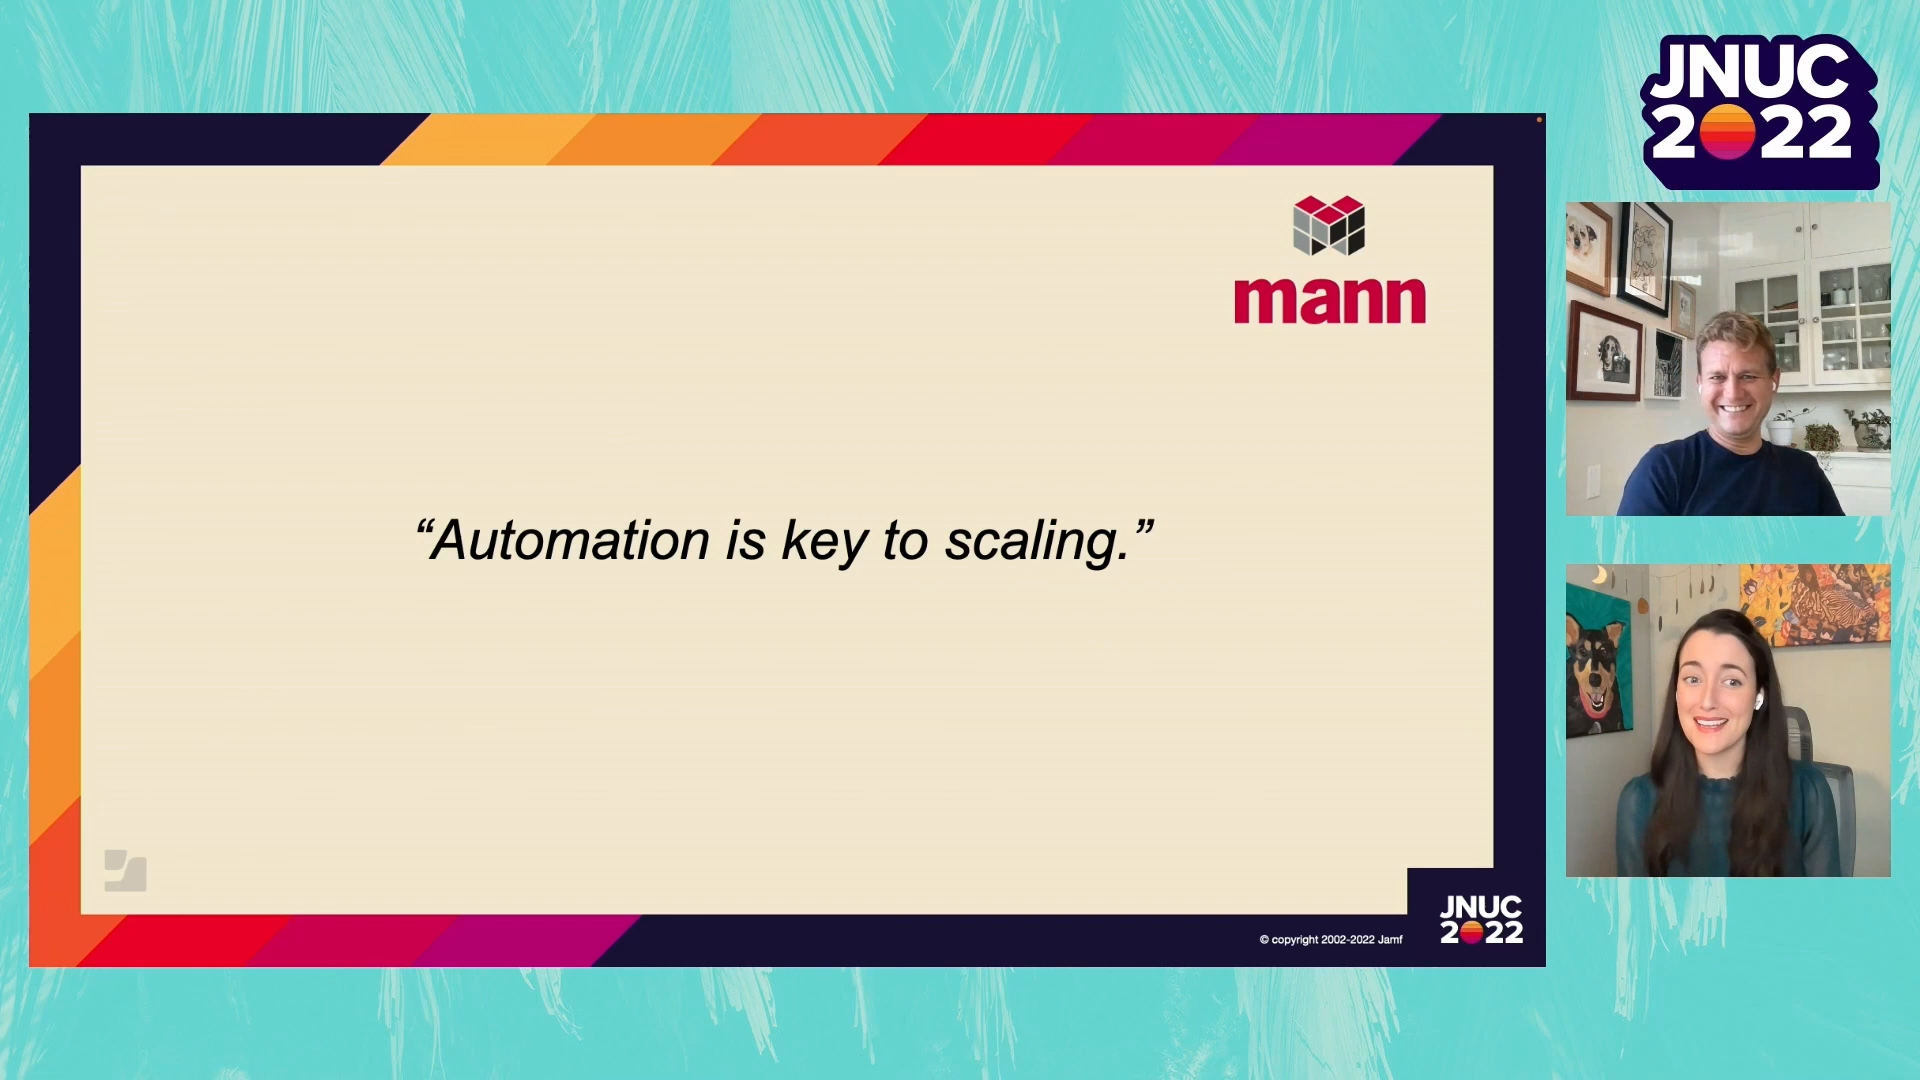 JNUC
2022
mann
“Automation is key to scaling.”
© copyright 2002-2022 Jamf
JNUC
2022